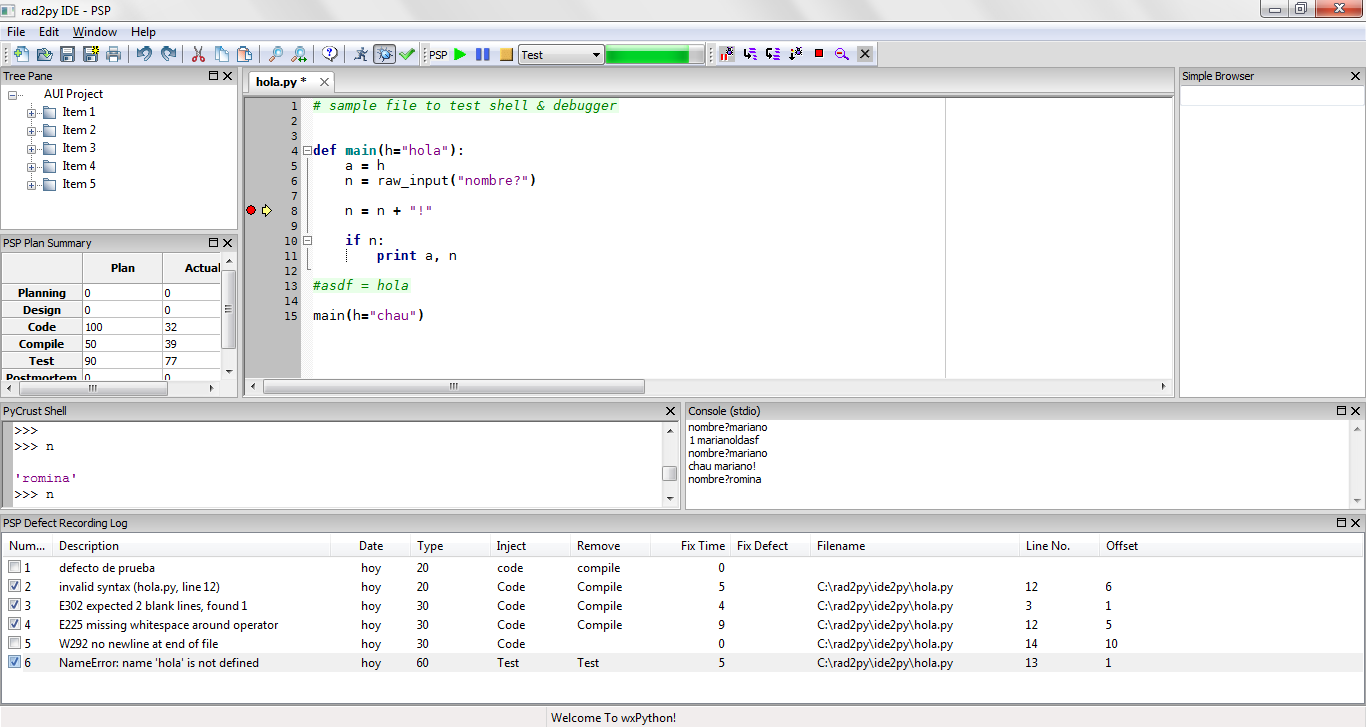 rad2py IDE - PSP
File Edit Window Help
PSP Test
Tree Pane
AUI Project
Item 1
Item 2
Item 3
Item 4
Item 5
PSP Plan Summary
Plan Actual
Planning 0 0
Design 0 0
Code 100 32
Compile 50 39
Test 90 77
Postmortem 0 0
hola.py *
1 # sample file to test shell & debugger
2
3
4 def main(h="hola"):
5 a = h
6 n = raw_input("nombre?")
7
8 n = n + "!"
9
10 if n:
11 print a, n
12
13 #asdf = hola
14
15 main(h="chau")
Simple Browser
PyCrust Shell
>>>
>>> n
'romina'
>>> n
Console (stdio)
nombre?mariano
1 marianoldasf
nombre?mariano
chau mariano!
nombre?romina
PSP Defect Recording Log
Num... Description Date Type Inject Remove Fix Time Fix Defect Filename Line No. Offset
1 defecto de prueba hoy 20 code compile 0
2 invalid syntax (hola.py, line 12) hoy 20 Code Compile 5 C:\rad2py\ide2py\hola.py 12 6
3 E302 expected 2 blank lines, found 1 hoy 30 Code Compile 4 C:\rad2py\ide2py\hola.py 3 1
4 E225 missing whitespace around operator hoy 30 Code Compile 9 C:\rad2py\ide2py\hola.py 12 5
5 W292 no newline at end of file hoy 30 Code 0 C:\rad2py\ide2py\hola.py 14 10
6 NameError: name 'hola' is not defined hoy 60 Test Test 5 C:\rad2py\ide2py\hola.py 13 1
Welcome To wxPython!